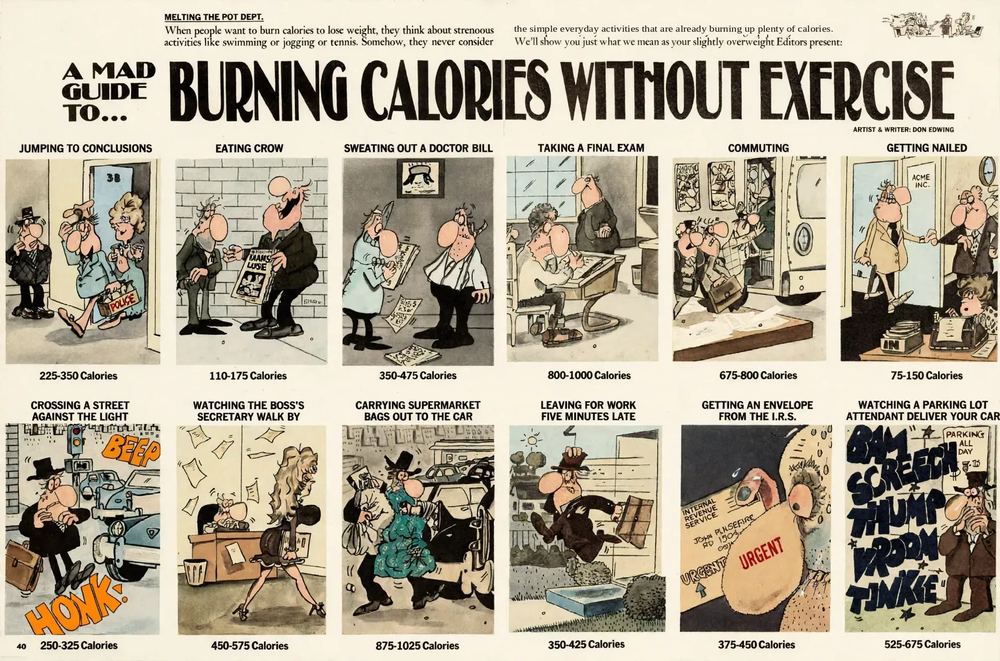 MELTING THE POT DEPT.
When people want to burn calories to lose weight, they think about strenous
activities like swimming or jogging or tennis. Somehow, they never consider
the simple everyday activities that are already burning up plenty of calories.
We'll show you just what we mean as your slightly overweight Editors present:
A MAD
GUIDE
TO...
BURNING CALORIES WITHOUT EXERCISE
ARTIST & WRITER: DON EDWING
JUMPING TO CONCLUSIONS
3B
POLICE
225-350 Calories
EATING CROW
LOSE
110-175 Calories
SWEATING OUT A DOCTOR BILL
350-475 Calories
TAKING A FINAL EXAM
800-1000 Calories
COMMUTING
675-800 Calories
GETTING NAILED
ACME
INC.
IN
75-150 Calories
CROSSING A STREET
AGAINST THE LIGHT
BEEP
HONK!
250-325 Calories
WATCHING THE BOSS'S
SECRETARY WALK BY
450-575 Calories
CARRYING SUPERMARKET
BAGS OUT TO THE CAR
875-1025 Calories
LEAVING FOR WORK
FIVE MINUTES LATE
350-425 Calories
GETTING AN ENVELOPE
FROM THE I.R.S.
INTERNAL
REVENUE
SERVICE
JOHN
URGENT
URGENT
375-450 Calories
WATCHING A PARKING LOT
ATTENDANT DELIVER YOUR CAR
PARKING
ALL
DAY
BAM
SCREECH
THUMP
VROOM
TINKLE
525-675 Calories
40